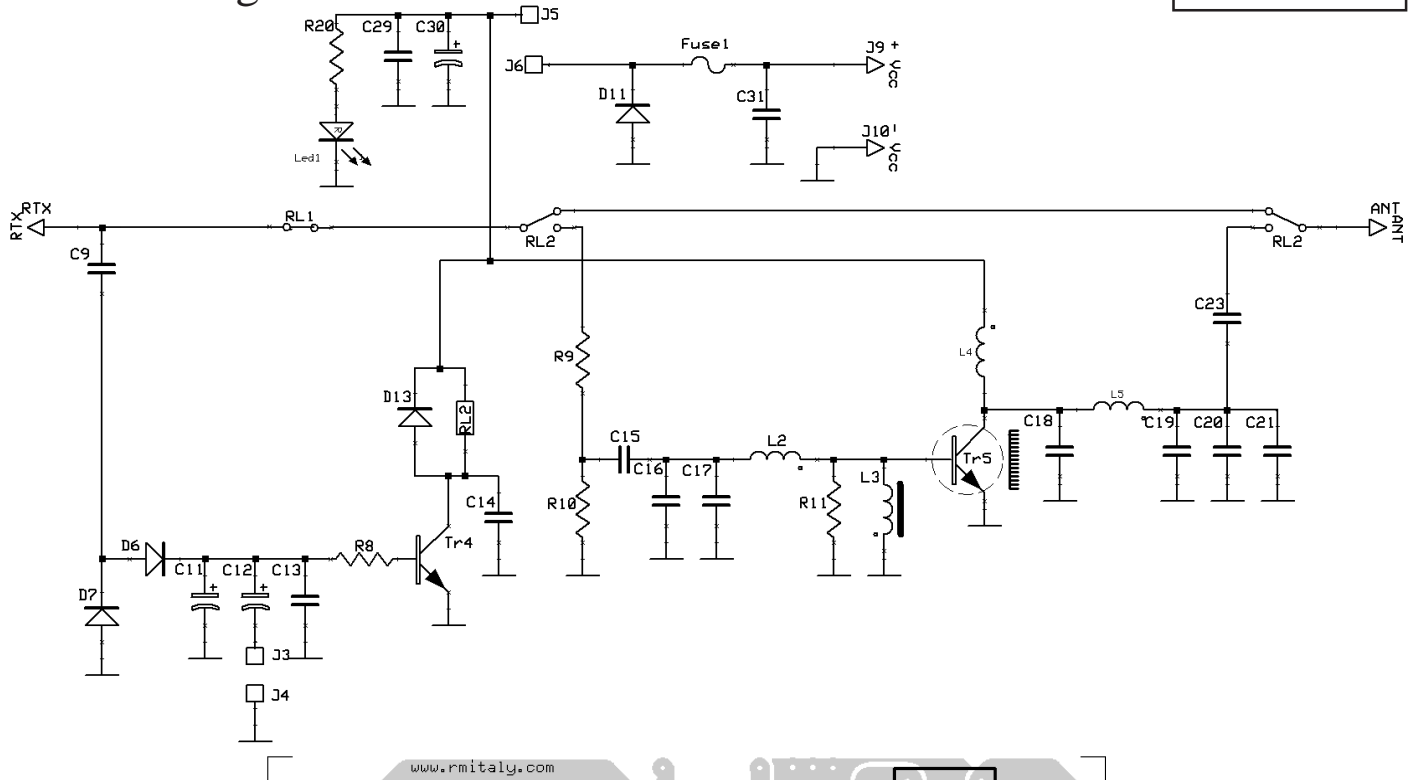 R20
C29
C30
+
J5
Fuse1
J6
J9 +
VCC
D11
C31
R
J10'
VCC
Led1
RTX
RTX
RL1
RL2
ANT
ANT
RL2
C9
C23
R9
L4
D13
RL2
L5
C15
L2
C18
C19
C20
C21
C16
C17
Tr5
L3
R10
R11
C14
Tr4
D6
R8
C11
C12
C13
+
+
D7
J3
J4
www.rmitaly.com